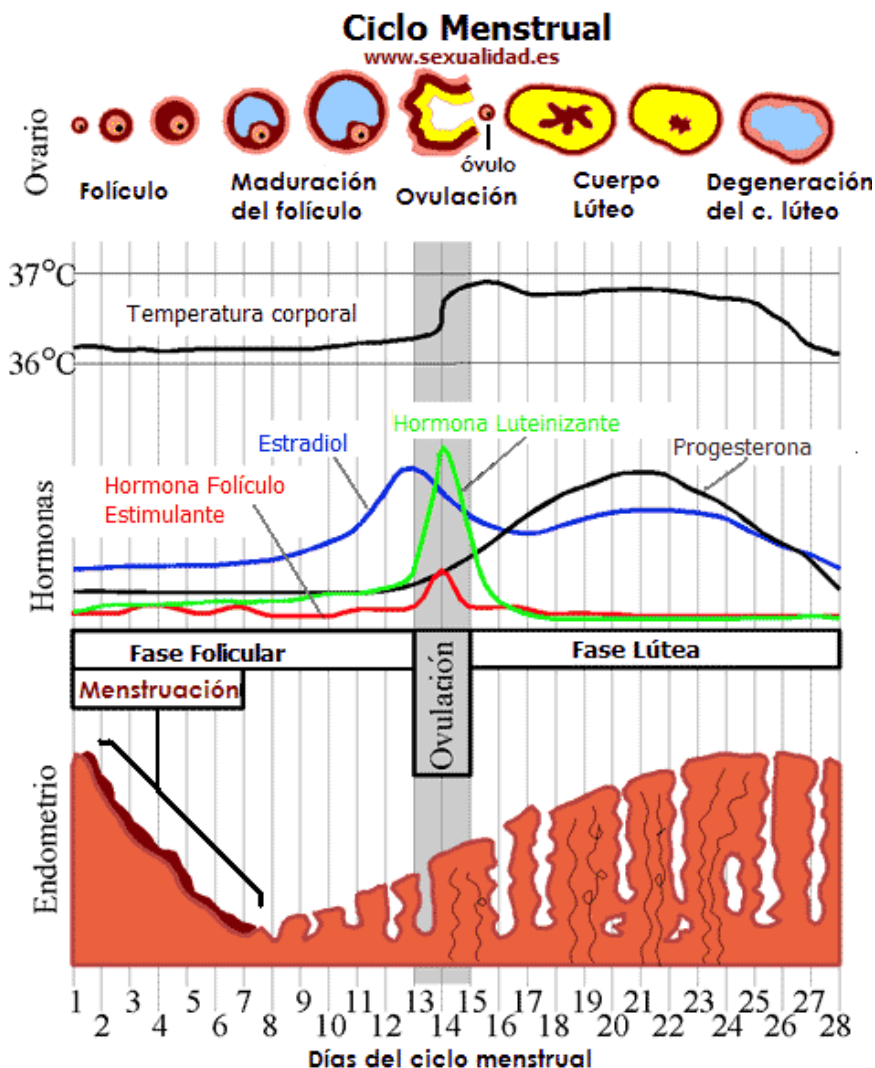 Ciclo Menstrual
www.sexualidad.es
Ovario
óvulo
Folículo
Maduración
del folículo
Ovulación
Cuerpo
Lúteo
Degeneración
del c. lúteo
37°C
Temperatura corporal
36°C
Hormonas
Hormona Luteinizante
Estradiol
Progesterona
Hormona Folículo
Estimulante
Fase Folicular
Ovulación
Fase Lútea
Menstruación
Endometrio
1 3 5 7 9 11 13 15 17 19 21 23 25 27
2 4 6 8 10 12 14 16 18 20 22 24 26 28
Días del ciclo menstrual